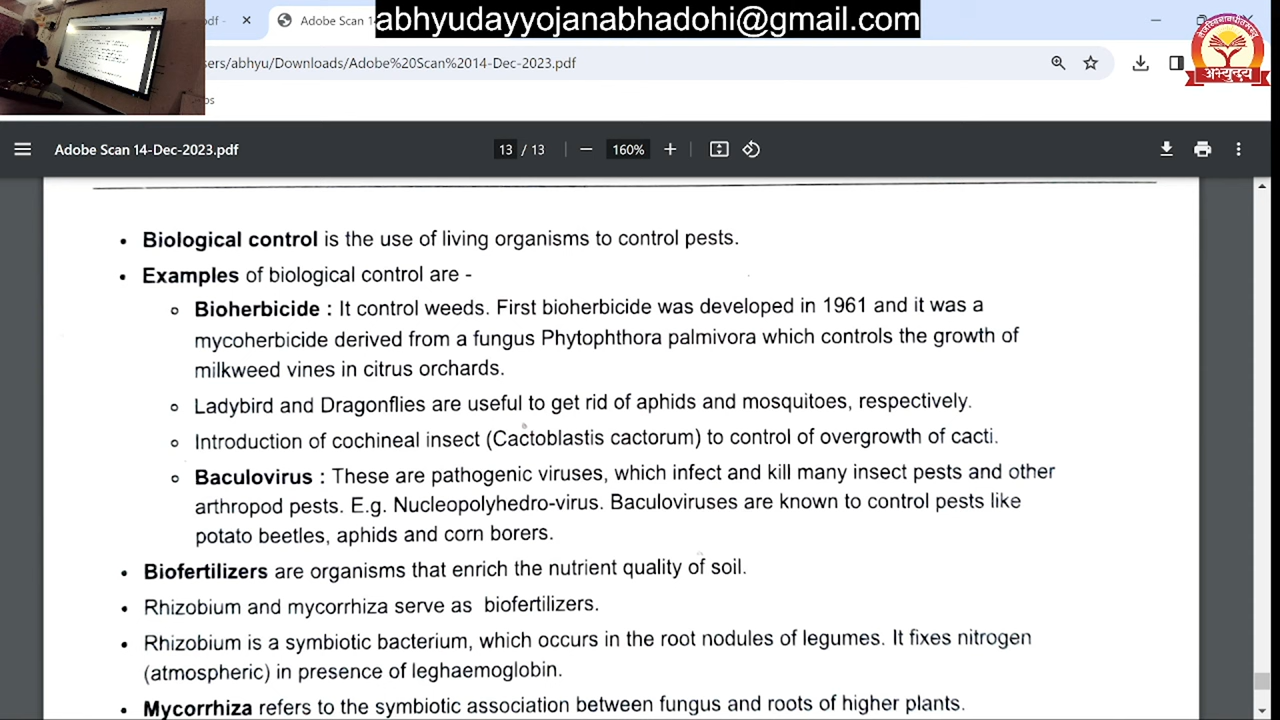 abhyudayyojanabhadohi@gmail.com
df -
Adobe Scan 14
ers/abhyu/Downloads/Adobe%20Scan%2014-Dec-2023.pdf
os
अभ्युदय
Adobe Scan 14-Dec-2023.pdf
13 / 13
160%
• Biological control is the use of living organisms to control pests.
• Examples of biological control are -
Bioherbicide : It control weeds. First bioherbicide was developed in 1961 and it was a
mycoherbicide derived from a fungus Phytophthora palmivora which controls the growth of
milkweed vines in citrus orchards.
Ladybird and Dragonflies are useful to get rid of aphids and mosquitoes, respectively.
Introduction of cochineal insect (Cactoblastis cactorum) to control of overgrowth of cacti.
Baculovirus : These are pathogenic viruses, which infect and kill many insect pests and other
arthropod pests. E.g. Nucleopolyhedro-virus. Baculoviruses are known to control pests like
potato beetles, aphids and corn borers.
• Biofertilizers are organisms that enrich the nutrient quality of soil.
• Rhizobium and mycorrhiza serve as biofertilizers.
• Rhizobium is a symbiotic bacterium, which occurs in the root nodules of legumes. It fixes nitrogen
(atmospheric) in presence of leghaemoglobin.
• Mycorrhiza refers to the symbiotic association between fungus and roots of higher plants.